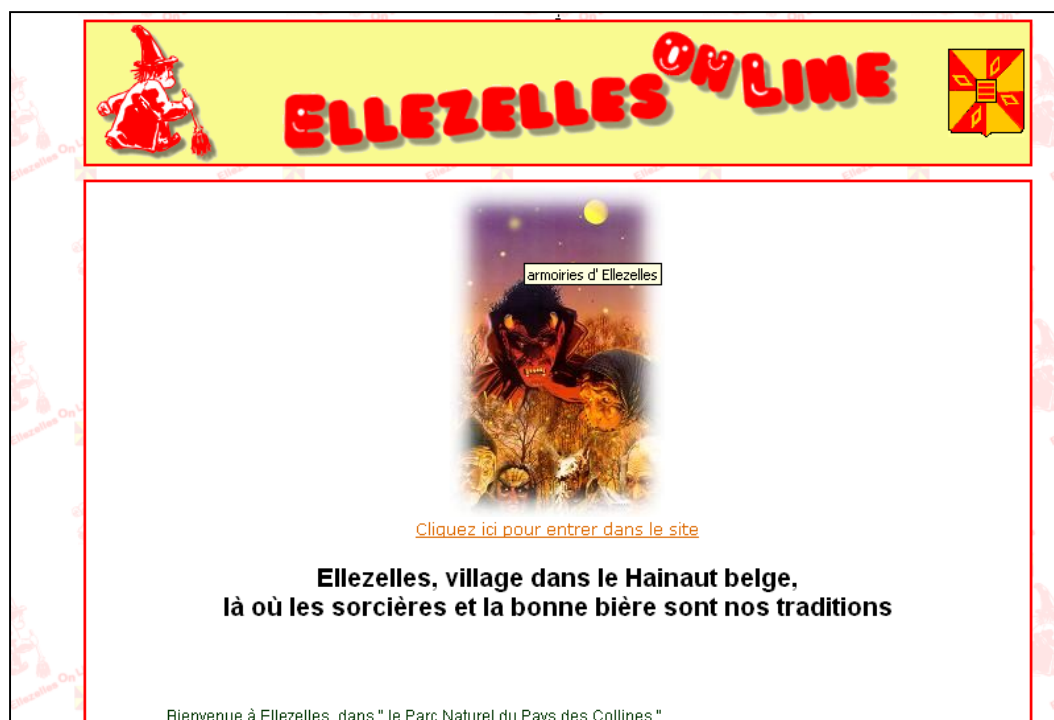 ELLEZELLES ON LINE
armoiries d' Ellezelles
Cliquez ici pour entrer dans le site
Ellezelles, village dans le Hainaut belge,
là où les sorcières et la bonne bière sont nos traditions
Bienvenue à Ellezelles, dans " le Parc Naturel du Pays des Collines "